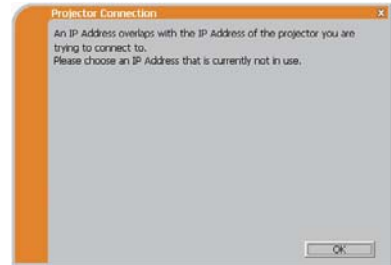 Projector Connection
An IP Address overlaps with the IP Address of the projector you are
trying to connect to.
Please choose an IP Address that is currently not in use.
OK